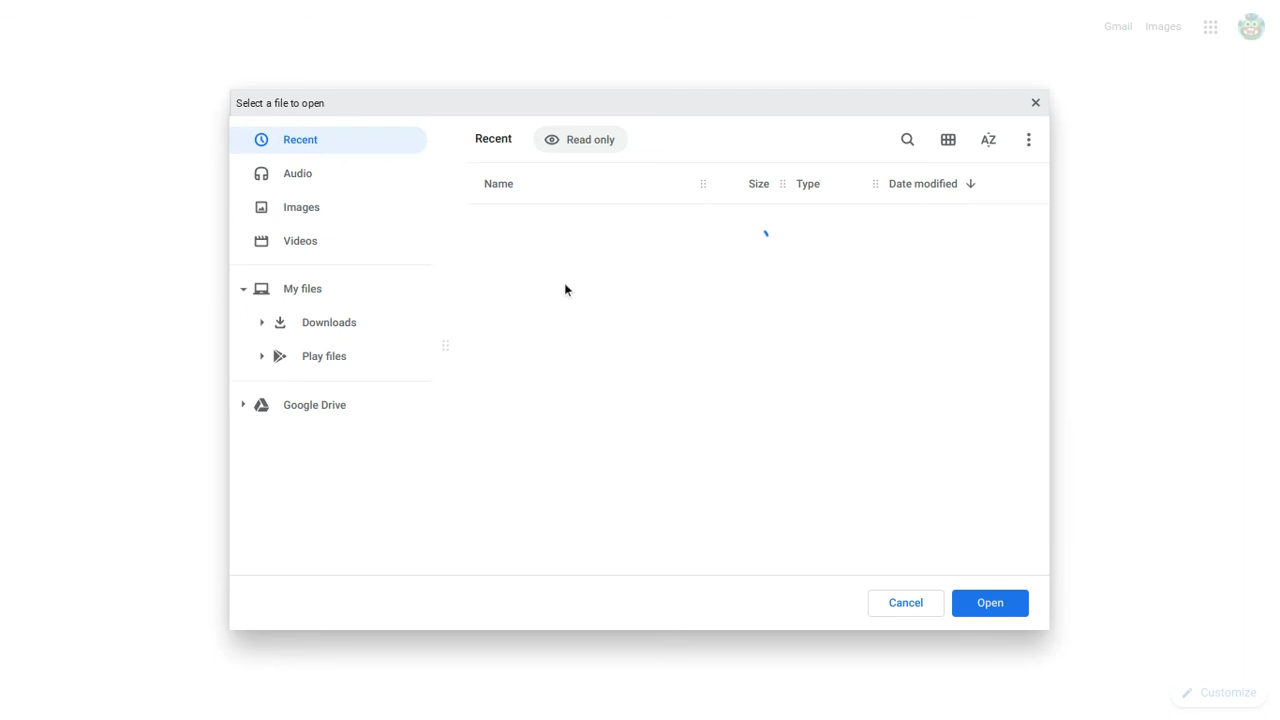 Gmail Images
Select a file to open
Recent
Audio
Images
Videos
My files
Downloads
Play files
Google Drive
Recent Read only
AZ
Name Size Type Date modified
Cancel Open
Customize